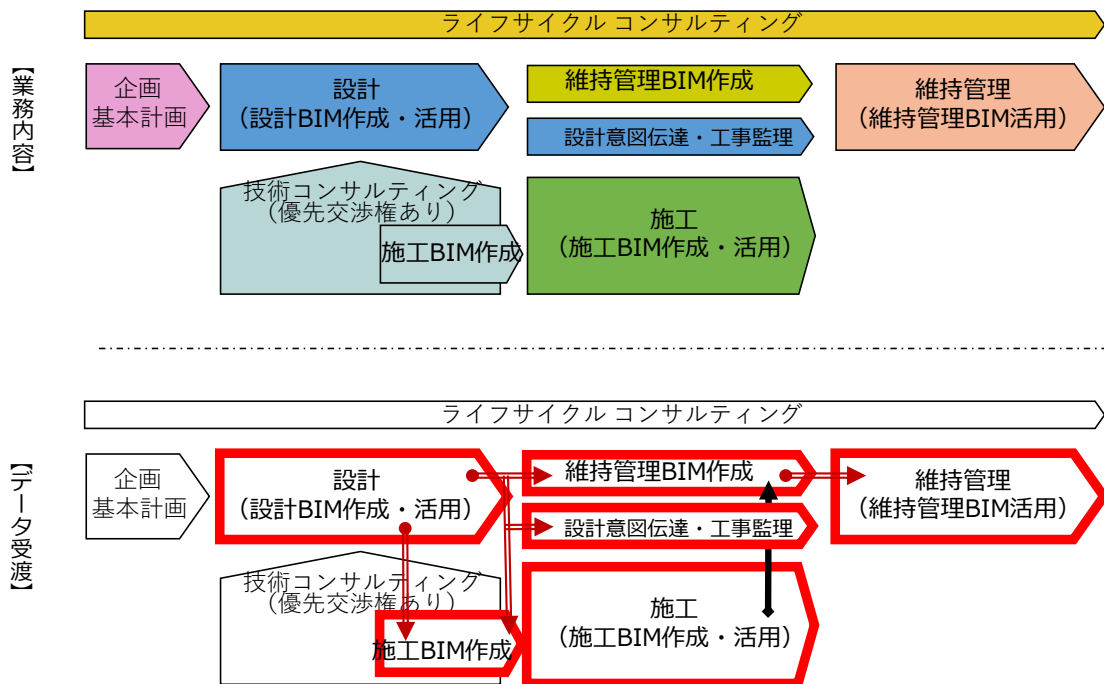 ライフサイクル コンサルティング
【業務内容】
企画
基本計画
設計
（設計BIM作成・活用）
維持管理BIM作成
設計意図伝達・工事監理
維持管理
（維持管理BIM活用）
技術コンサルティング
（優先交渉権あり）
施工BIM作成
施工
（施工BIM作成・活用）
ライフサイクル コンサルティング
【データ受渡】
企画
基本計画
設計
（設計BIM作成・活用）
維持管理BIM作成
設計意図伝達・工事監理
維持管理
（維持管理BIM活用）
技術コンサルティング
（優先交渉権あり）
施工BIM作成
施工
（施工BIM作成・活用）